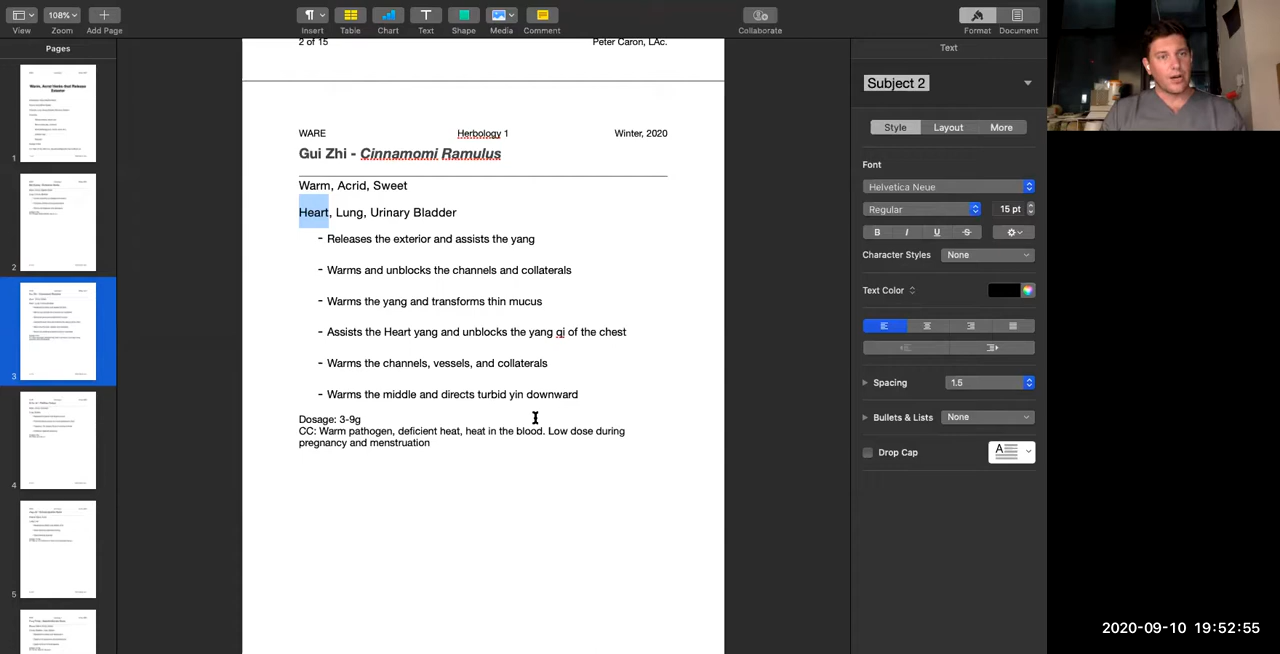 View
108%
Zoom
Add Page
Insert
Table
Chart
Text
Shape
Media
Comment
Collaborate
Format
Document
Pages
1
2
3
4
5
2 of 15
Peter Caron, LAc.
WARE
Herbology 1
Winter, 2020
Gui Zhi - Cinnamomi Ramulus
Warm, Acrid, Sweet
Heart, Lung, Urinary Bladder
- Releases the exterior and assists the yang
- Warms and unblocks the channels and collaterals
- Warms the yang and transforms thin mucus
- Assists the Heart yang and unblocks the yang qi of the chest
- Warms the channels, vessels, and collaterals
- Warms the middle and directs turbid yin downward
Dosage: 3-9g
CC: Warm pathogen, deficient heat, heat in the blood. Low dose during
pregnancy and menstruation
Text
Style
Layout
More
Font
Helvetica Neue
Regular
15 pt
B I U S
Character Styles
None
Text Color
Spacing
1.5
Bullets & Lists
None
Drop Cap
A
2020-09-10 19:52:55